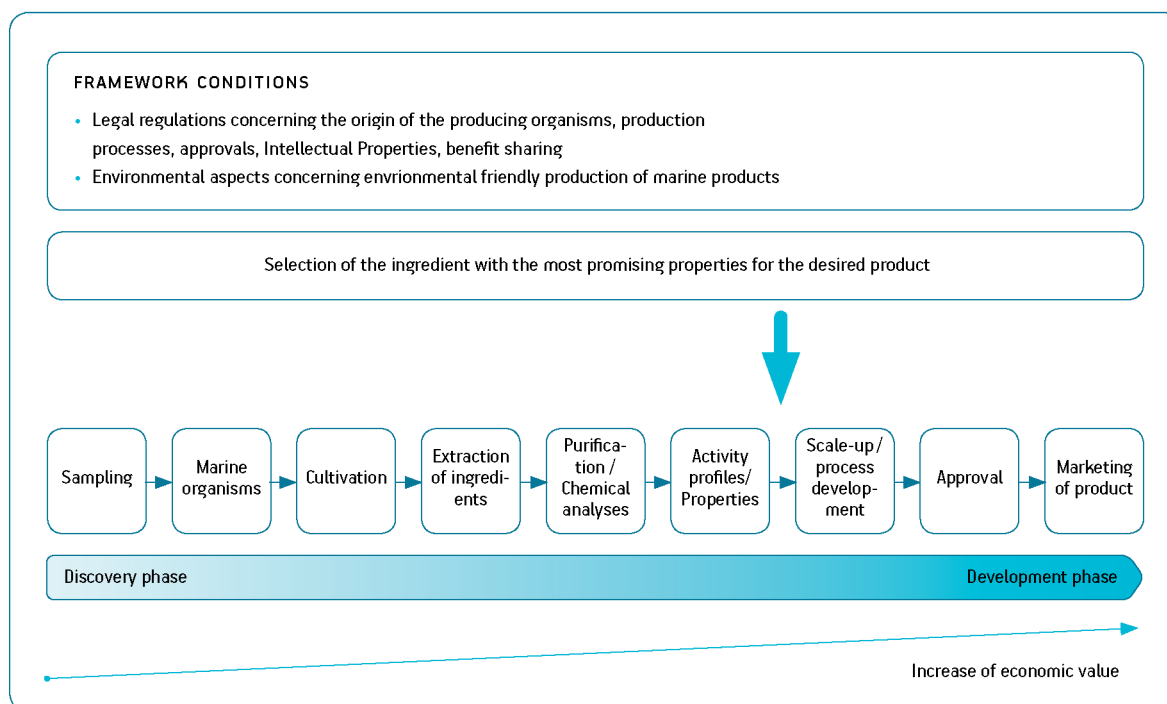 FRAMEWORK CONDITIONS
• Legal regulations concerning the origin of the producing organisms, production
processes, approvals, Intellectual Properties, benefit sharing
• Environmental aspects concerning envrionmental friendly production of marine products
Selection of the ingredient with the most promising properties for the desired product
Sampling
Marine
organisms
Cultivation
Extraction
of ingredi-
ents
Purifica-
tion /
Chemical
analyses
Activity
profiles/
Properties
Scale-up /
process
develop-
ment
Approval
Marketing
of product
Discovery phase
Development phase
Increase of economic value